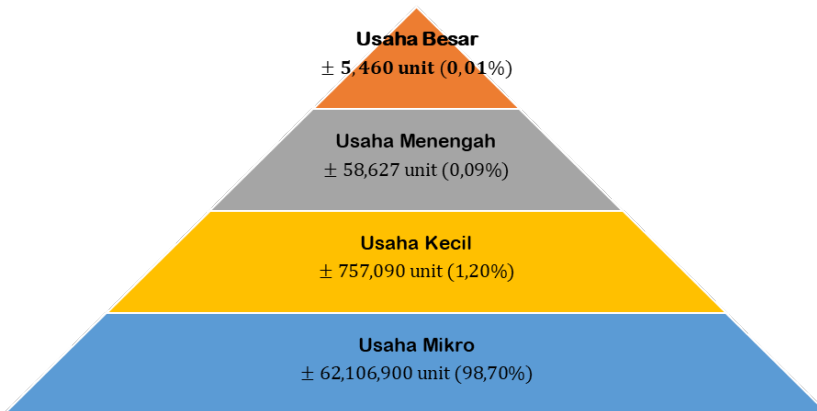 Usaha Besar
± 5,460 unit (0,01%)
Usaha Menengah
± 58,627 unit (0,09%)
Usaha Kecil
± 757,090 unit (1,20%)
Usaha Mikro
± 62,106,900 unit (98,70%)